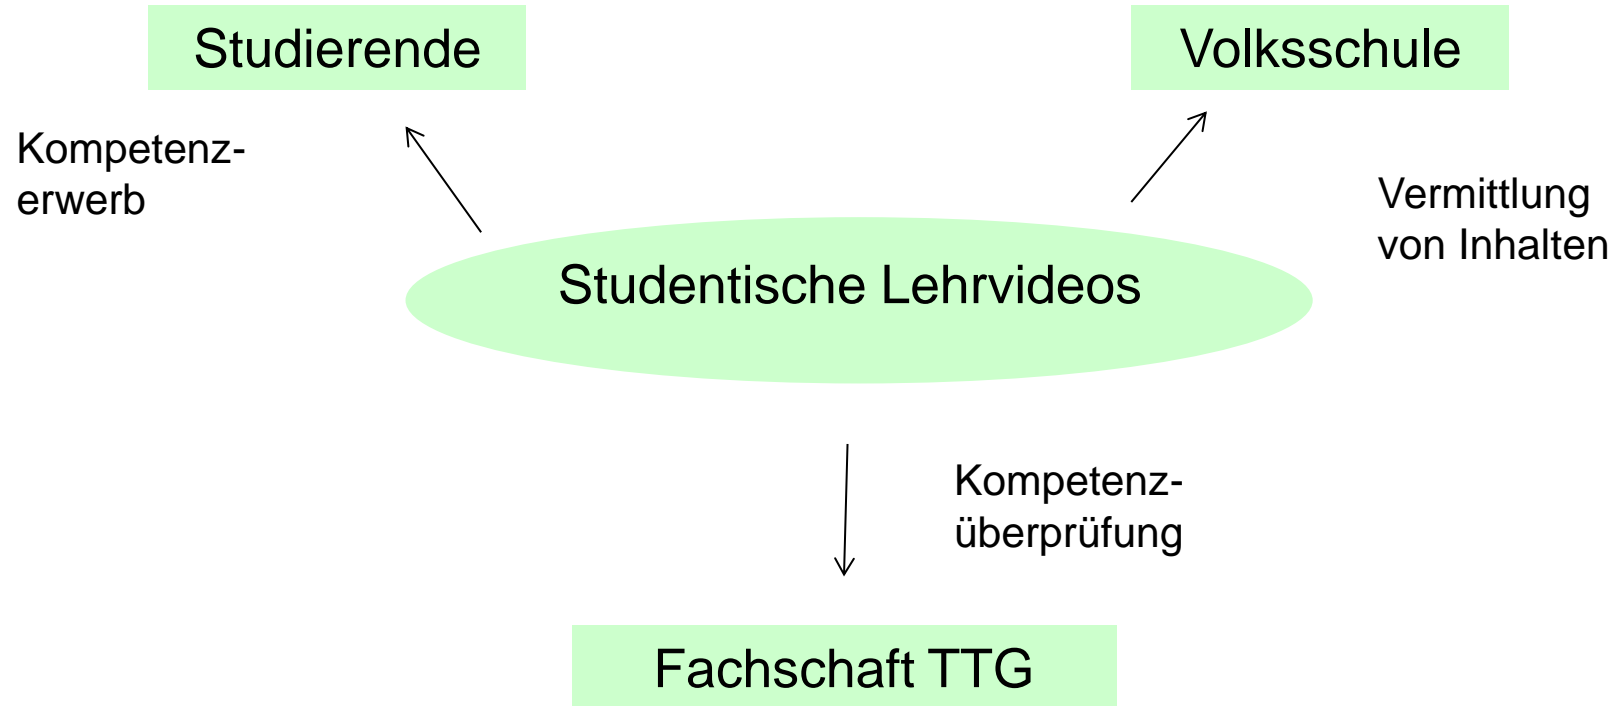 Studierende
Volksschule
Kompetenz-
erwerb
Vermittlung
von Inhalten
Studentische Lehrvideos
Kompetenz-
überprüfung
Fachschaft TTG